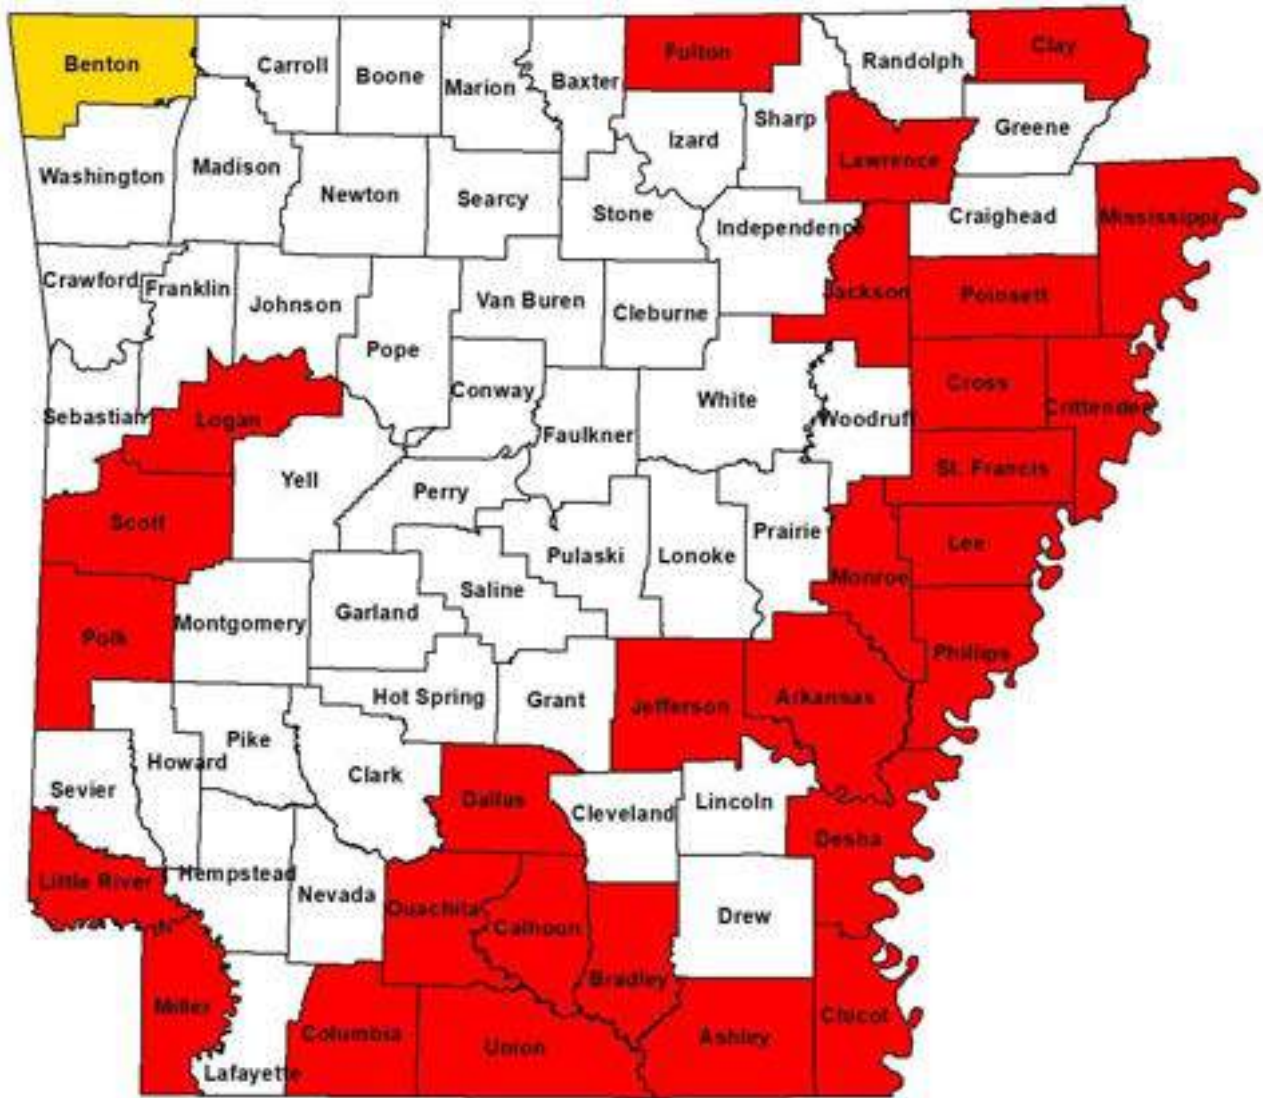 Benton
Carroll
Boone
Marion
Baxter
Fulton
Randolph
Clay
Sharp
Izard
Greene
Lawrence
Washington
Madison
Newton
Searcy
Stone
Independence
Craighead
Mississippi
Crawford
Franklin
Johnson
Van Buren
Cleburne
Jackson
Poinsett
Pope
Conway
White
Cross
Crittenden
Sebastian
Logan
Faulkner
Woodruff
Yell
Perry
St. Francis
Scott
Pulaski
Lonoke
Prairie
Lee
Saline
Monroe
Polk
Montgomery
Garland
Phillips
Hot Spring
Grant
Jefferson
Arkansas
Pike
Howard
Clark
Sevier
Dallas
Cleveland
Lincoln
Desha
Little River
Hempstead
Nevada
Ouachita
Calhoun
Drew
Bradley
Miller
Columbia
Union
Ashley
Chicot
Lafayette